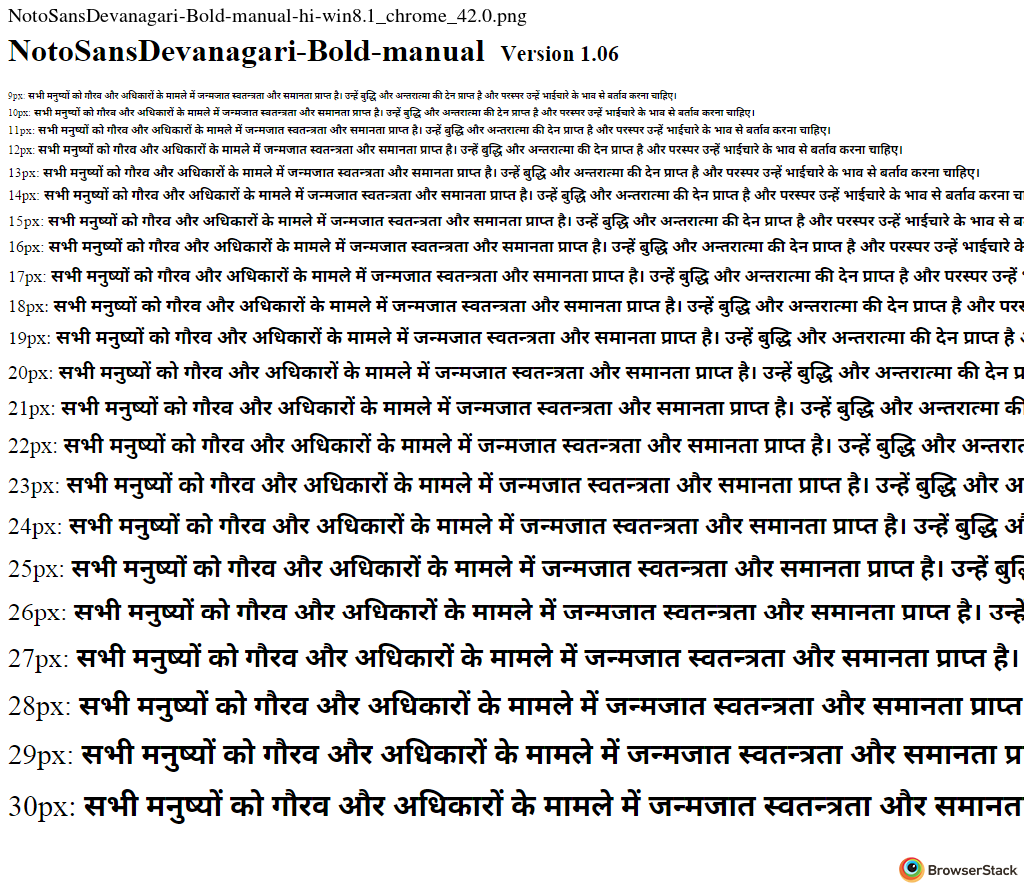 NotoSansDevanagari-Bold-manual-hi-win8.1_chrome_42.0.png
NotoSansDevanagari-Bold-manual Version 1.06
9px: सभी मनुष्यों को गौरव और अधिकारों के मामले में जन्मजात स्वतन्त्रता और समानता प्राप्त है। उन्हें बुद्धि और अन्तरात्मा की देन प्राप्त है और परस्पर उन्हें भाईचारे के भाव से बर्ताव करना चाहिए।
10px: सभी मनुष्यों को गौरव और अधिकारों के मामले में जन्मजात स्वतन्त्रता और समानता प्राप्त है। उन्हें बुद्धि और अन्तरात्मा की देन प्राप्त है और परस्पर उन्हें भाईचारे के भाव से बर्ताव करना चाहिए।
11px: सभी मनुष्यों को गौरव और अधिकारों के मामले में जन्मजात स्वतन्त्रता और समानता प्राप्त है। उन्हें बुद्धि और अन्तरात्मा की देन प्राप्त है और परस्पर उन्हें भाईचारे के भाव से बर्ताव करना चाहिए।
12px: सभी मनुष्यों को गौरव और अधिकारों के मामले में जन्मजात स्वतन्त्रता और समानता प्राप्त है। उन्हें बुद्धि और अन्तरात्मा की देन प्राप्त है और परस्पर उन्हें भाईचारे के भाव से बर्ताव करना चाहिए।
13px: सभी मनुष्यों को गौरव और अधिकारों के मामले में जन्मजात स्वतन्त्रता और समानता प्राप्त है। उन्हें बुद्धि और अन्तरात्मा की देन प्राप्त है और परस्पर उन्हें भाईचारे के भाव से बर्ताव करना चाहिए।
14px: सभी मनुष्यों को गौरव और अधिकारों के मामले में जन्मजात स्वतन्त्रता और समानता प्राप्त है। उन्हें बुद्धि और अन्तरात्मा की देन प्राप्त है और परस्पर उन्हें भाईचारे के भाव से बर्ताव करना
15px: सभी मनुष्यों को गौरव और अधिकारों के मामले में जन्मजात स्वतन्त्रता और समानता प्राप्त है। उन्हें बुद्धि और अन्तरात्मा की देन प्राप्त है और परस्पर उन्हें भाईचारे के भाव से
16px: सभी मनुष्यों को गौरव और अधिकारों के मामले में जन्मजात स्वतन्त्रता और समानता प्राप्त है। उन्हें बुद्धि और अन्तरात्मा की देन प्राप्त है और परस्पर उन्हें भाईचारे के
17px: सभी मनुष्यों को गौरव और अधिकारों के मामले में जन्मजात स्वतन्त्रता और समानता प्राप्त है। उन्हें बुद्धि और अन्तरात्मा की देन प्राप्त है और परस्पर उन्हें
18px: सभी मनुष्यों को गौरव और अधिकारों के मामले में जन्मजात स्वतन्त्रता और समानता प्राप्त है। उन्हें बुद्धि और अन्तरात्मा की देन प्राप्त है और
19px: सभी मनुष्यों को गौरव और अधिकारों के मामले में जन्मजात स्वतन्त्रता और समानता प्राप्त है। उन्हें बुद्धि और अन्तरात्मा की देन प्राप्त है
20px: सभी मनुष्यों को गौरव और अधिकारों के मामले में जन्मजात स्वतन्त्रता और समानता प्राप्त है। उन्हें बुद्धि और अन्तरात्मा की देन
21px: सभी मनुष्यों को गौरव और अधिकारों के मामले में जन्मजात स्वतन्त्रता और समानता प्राप्त है। उन्हें बुद्धि और अन्तरात्मा की
22px: सभी मनुष्यों को गौरव और अधिकारों के मामले में जन्मजात स्वतन्त्रता और समानता प्राप्त है। उन्हें बुद्धि और
23px: सभी मनुष्यों को गौरव और अधिकारों के मामले में जन्मजात स्वतन्त्रता और समानता प्राप्त है। उन्हें बुद्धि और
24px: सभी मनुष्यों को गौरव और अधिकारों के मामले में जन्मजात स्वतन्त्रता और समानता प्राप्त है। उन्हें बुद्धि
25px: सभी मनुष्यों को गौरव और अधिकारों के मामले में जन्मजात स्वतन्त्रता और समानता प्राप्त है। उन्हें
26px: सभी मनुष्यों को गौरव और अधिकारों के मामले में जन्मजात स्वतन्त्रता और समानता प्राप्त है। उन्हें
27px: सभी मनुष्यों को गौरव और अधिकारों के मामले में जन्मजात स्वतन्त्रता और समानता प्राप्त है।
28px: सभी मनुष्यों को गौरव और अधिकारों के मामले में जन्मजात स्वतन्त्रता और समानता प्राप्त
29px: सभी मनुष्यों को गौरव और अधिकारों के मामले में जन्मजात स्वतन्त्रता और समानता
30px: सभी मनुष्यों को गौरव और अधिकारों के मामले में जन्मजात स्वतन्त्रता और समानता
BrowserStack